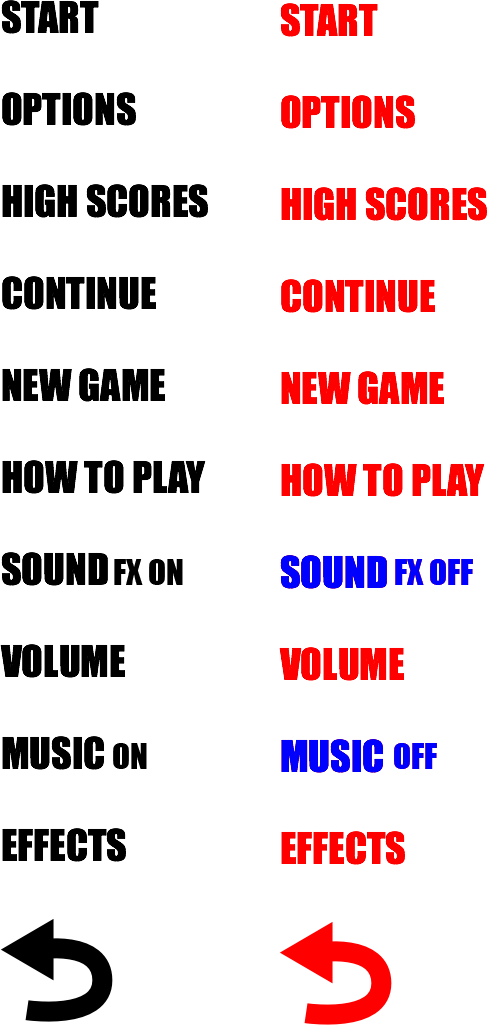 START START
OPTIONS OPTIONS
HIGH SCORES HIGH SCORES
CONTINUE CONTINUE
NEW GAME NEW GAME
HOW TO PLAY HOW TO PLAY
SOUND FX ON SOUND FX OFF
VOLUME VOLUME
MUSIC ON MUSIC OFF
EFFECTS EFFECTS